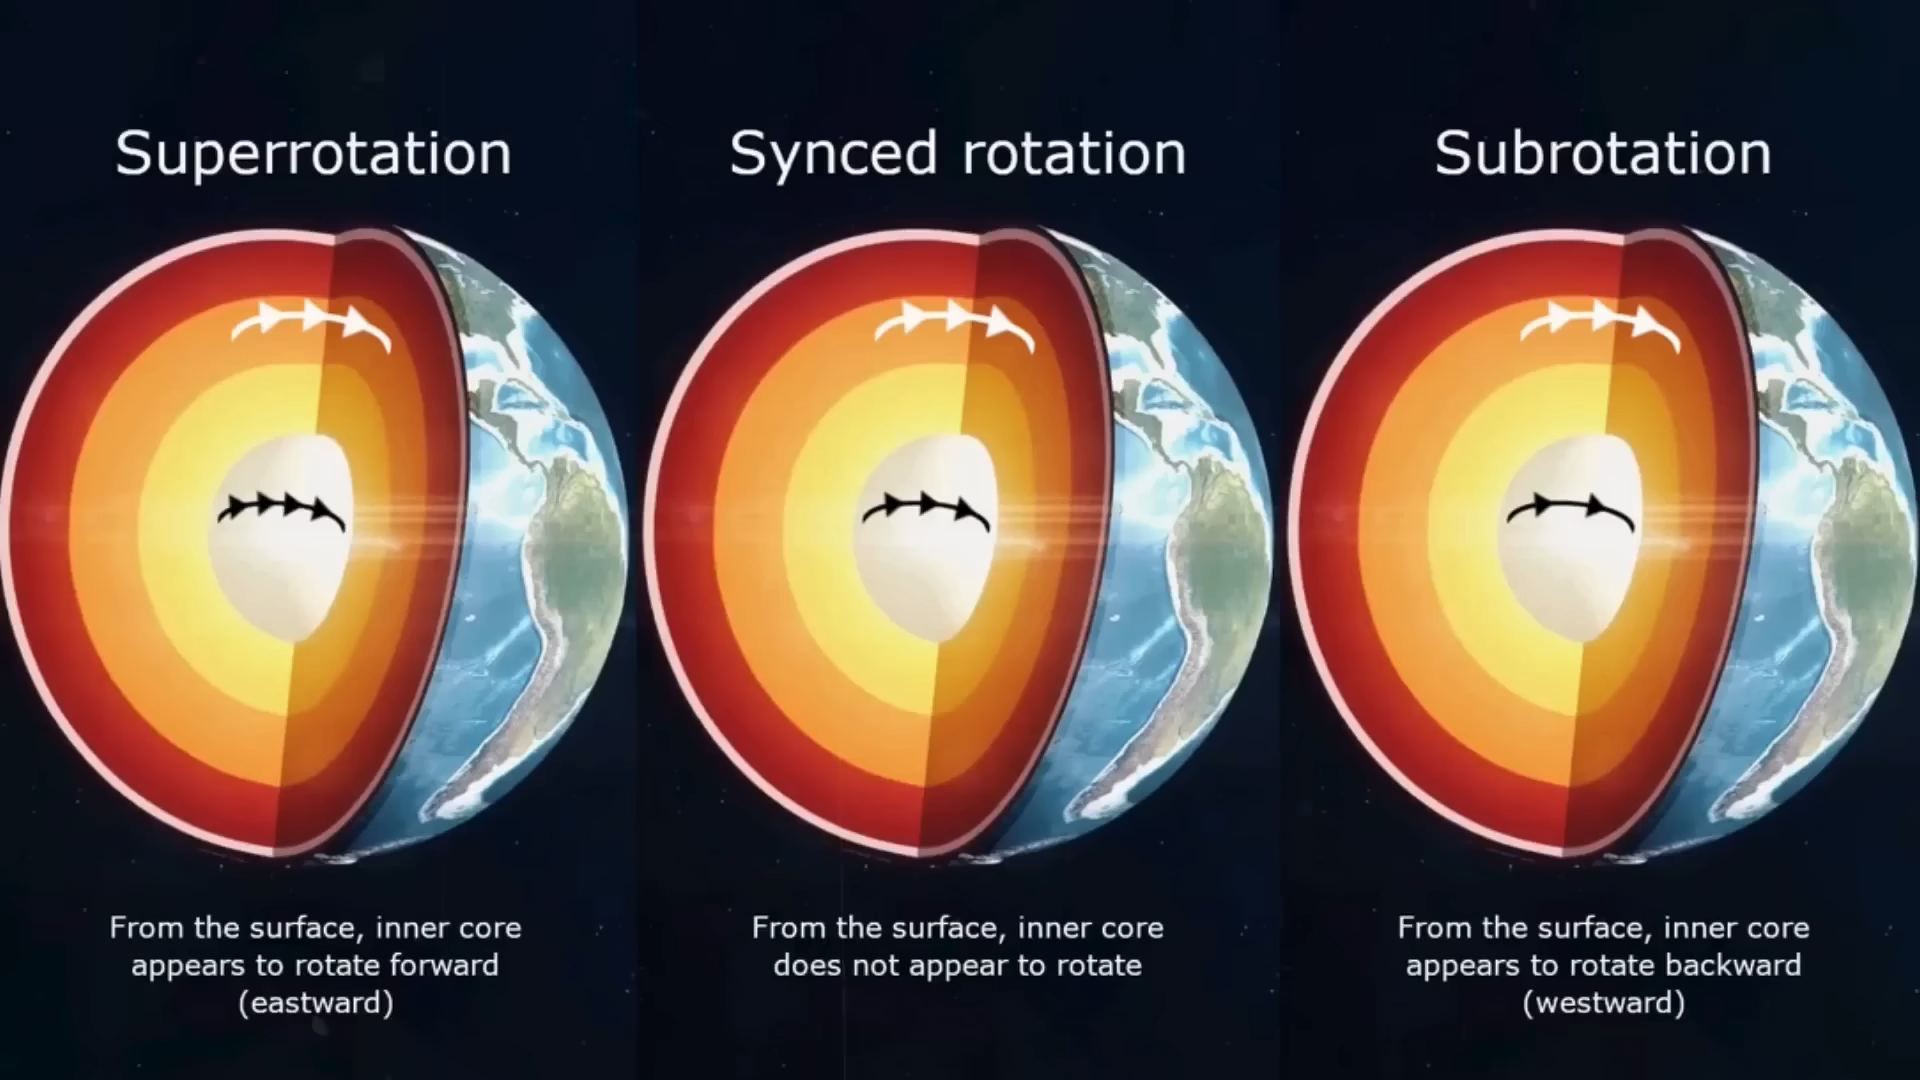 Superrotation
Synced rotation
Subrotation
From the surface, inner core
appears to rotate forward
(eastward)
From the surface, inner core
does not appear to rotate
From the surface, inner core
appears to rotate backward
(westward)